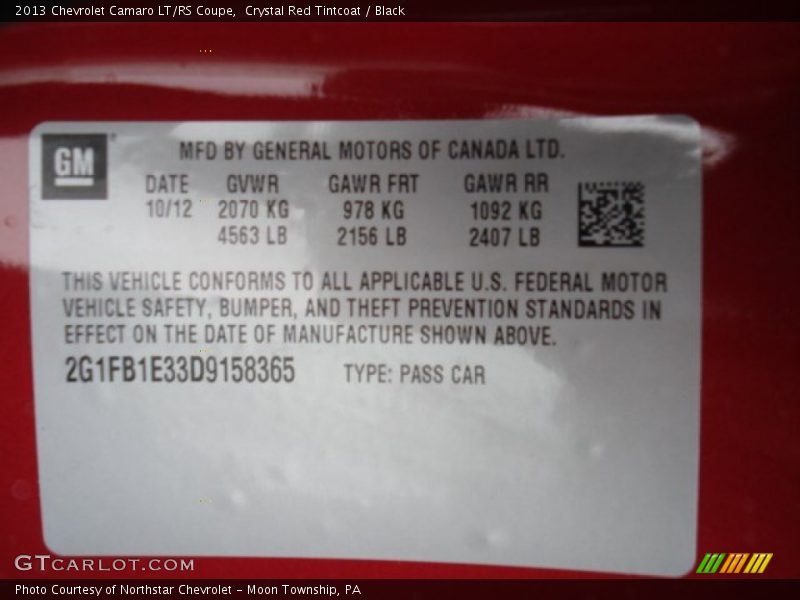 2013 Chevrolet Camaro LT/RS Coupe, Crystal Red Tintcoat / Black
GM
MFD BY GENERAL MOTORS OF CANADA LTD.
DATE GVWR GAWR FRT GAWR RR
10/12 2070 KG 978 KG 1092 KG
4563 LB 2156 LB 2407 LB
THIS VEHICLE CONFORMS TO ALL APPLICABLE U.S. FEDERAL MOTOR
VEHICLE SAFETY, BUMPER, AND THEFT PREVENTION STANDARDS IN
EFFECT ON THE DATE OF MANUFACTURE SHOWN ABOVE.
2G1FB1E33D9158365 TYPE: PASS CAR
GTCARLOT.COM
Photo Courtesy of Northstar Chevrolet - Moon Township, PA